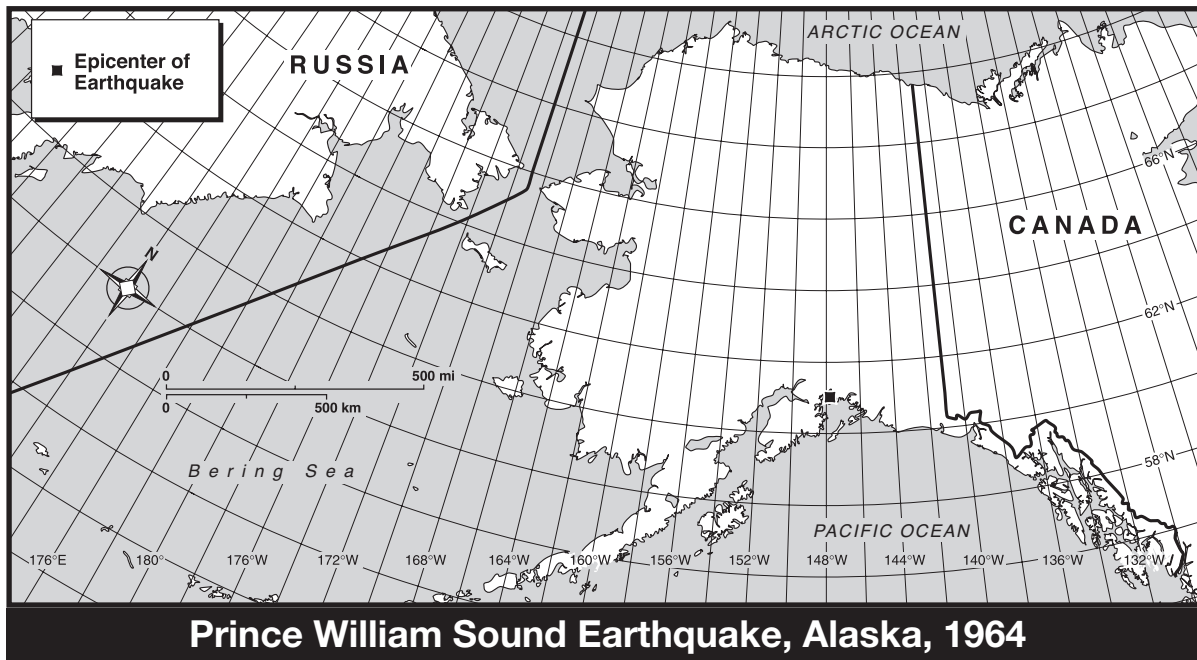 Epicenter of
Earthquake
RUSSIA
ARCTIC OCEAN
66°N
CANADA
N
62°N
0 500 mi
0 500 km
58°N
Bering Sea
PACIFIC OCEAN
176°E 180° 176°W 172°W 168°W 164°W 160°W 156°W 152°W 148°W 144°W 140°W 136°W 132°W
Prince William Sound Earthquake, Alaska, 1964